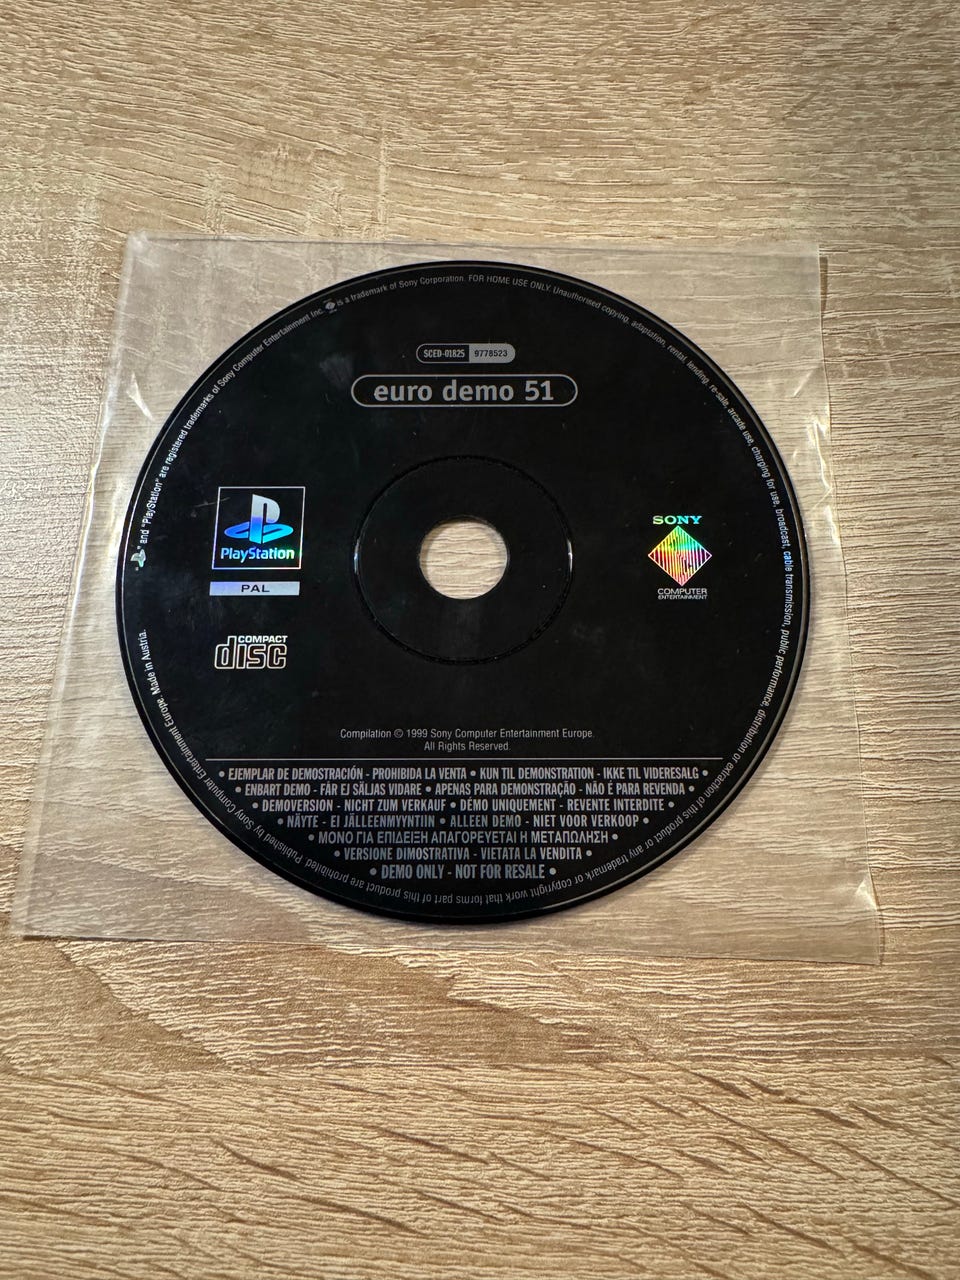 SCED-01825 9778523
euro demo 51
PlayStation
PAL
SONY
COMPUTER
ENTERTAINMENT
COMPACT
disc
Compilation © 1999 Sony Computer Entertainment Europe.
All Rights Reserved.
• EJEMPLAR DE DEMOSTRACIÓN - PROHIBIDA LA VENTA • KUN TIL DEMONSTRATION - IKKE TIL VIDERESALG •
ENBART DEMO - FÅR EJ SÄLJAS VIDARE • APENAS PARA DEMONSTRAÇÃO - NÃO É PARA REVENDA •
• DEMOVERSION - NICHT ZUM VERKAUF • DÉMO UNIQUEMENT - REVENTE INTERDITE •
• NÄYTE - EI JÄLLEENMYYNTIIN • ALLEEN DEMO - NIET VOOR VERKOOP •
• ΜΟΝΟ ΓΙΑ ΕΠΙΔΕΙΞΗ ΑΠΑΓΟΡΕΥΕΤΑΙ Η ΜΕΤΑΠΩΛΗΣΗ •
• VERSIONE DIMOSTRATIVA - VIETATA LA VENDITA •
• DEMO ONLY - NOT FOR RESALE •
and "PlayStation" are registered trademarks of Sony Computer Entertainment Inc. is a trademark of Sony Corporation. FOR HOME USE ONLY. Unauthorised copying, adaptation, rental, lending, re-sale, arcade use, charging for use, broadcast, cable transmission, public performance, distribution or extraction of this product or any trademark or copyright work that forms part of this product are prohibited. Published by Sony Computer Entertainment Europe. Made in Austria.